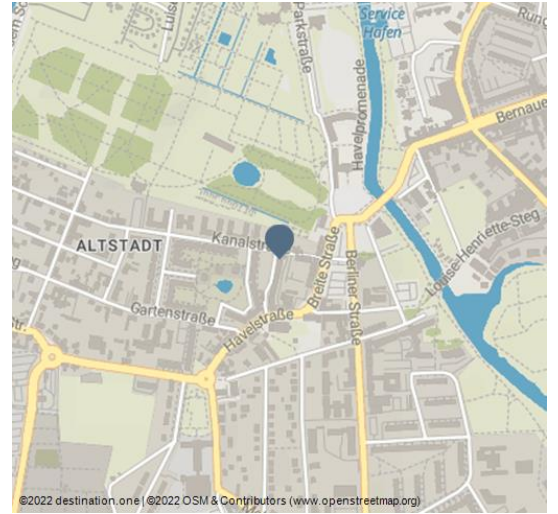 Service
Hafen
Parkstraße
Havelpromenade
Bernaue
Louise-Henriette-Steg
ALTSTADT
Kanalstra
Breite Straße
Berliner Straße
Gartenstraße
Havelstraße
Str.
©2022 destination.one | ©2022 OSM & Contributors (www.openstreetmap.org)